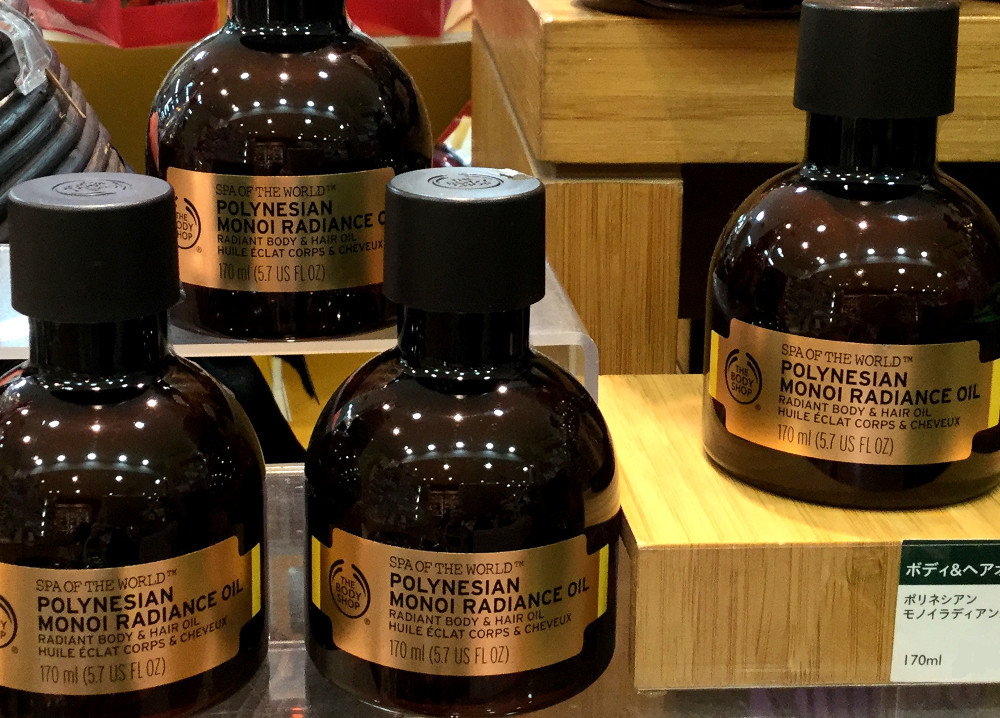 SPA OF THE WORLD™
POLYNESIAN
MONOI RADIANCE O
RADIANT BODY & HAIR OIL
HUILE ÉCLAT CORPS & CHEVEUX
170 ml (5.7 US FL OZ)
THE
BODY
SHOP
®
SPA OF THE WORLD™
POLYNESIAN
MONOI RADIANCE OIL
RADIANT BODY & HAIR OIL
HUILE ÉCLAT CORPS & CHEVEUX
170 ml (5.7 US FL OZ)
THE
BODY
SHOP
®
SPA OF THE WORLD™
POLYNESIAN
MONOI RADIANCE OIL
RADIANT BODY & HAIR OIL
HUILE ÉCLAT CORPS & CHEVEUX
170 ml (5.7 US FL OZ)
SPA OF THE WORLD™
POLYNESIAN
MONOI RADIANCE OIL
RADIANT BODY & HAIR OIL
HUILE ÉCLAT CORPS & CHEVEUX
170 ml (5.7 US FL OZ)
THE
BODY
SHOP
®
ボディ&ヘアオ
ポリネシアン
モノイラディアン
170ml